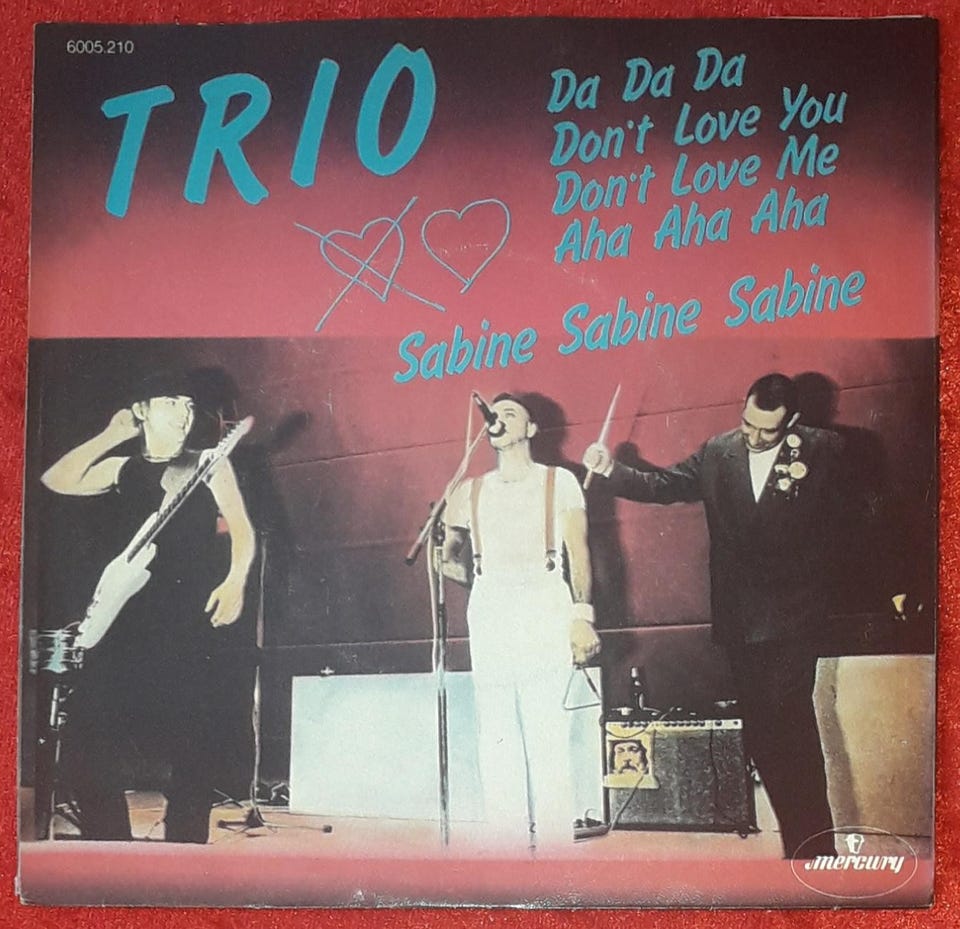 6005.210
TRIO
Da Da Da
Don't Love You
Don't Love Me
Aha Aha Aha
Sabine Sabine Sabine
mercury